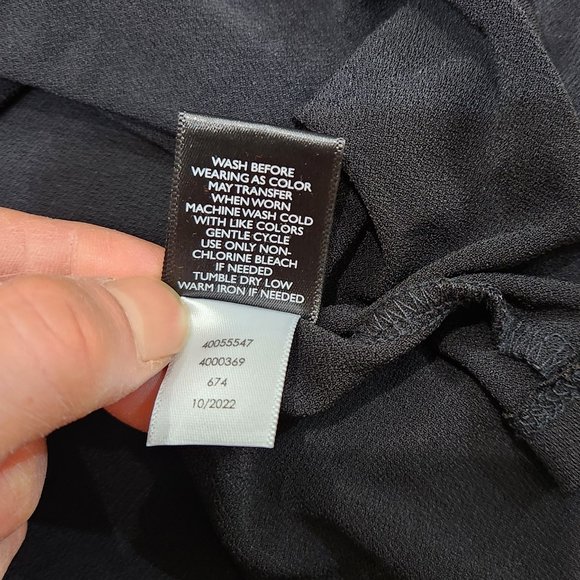 WASH BEFORE
WEARING AS COLOR
MAY TRANSFER
WHEN WORN
MACHINE WASH COLD
WITH LIKE COLORS
GENTLE CYCLE
USE ONLY NON-
CHLORINE BLEACH
IF NEEDED
TUMBLE DRY LOW
WARM IRON IF NEEDED
40055547
4000369
674
10/2022